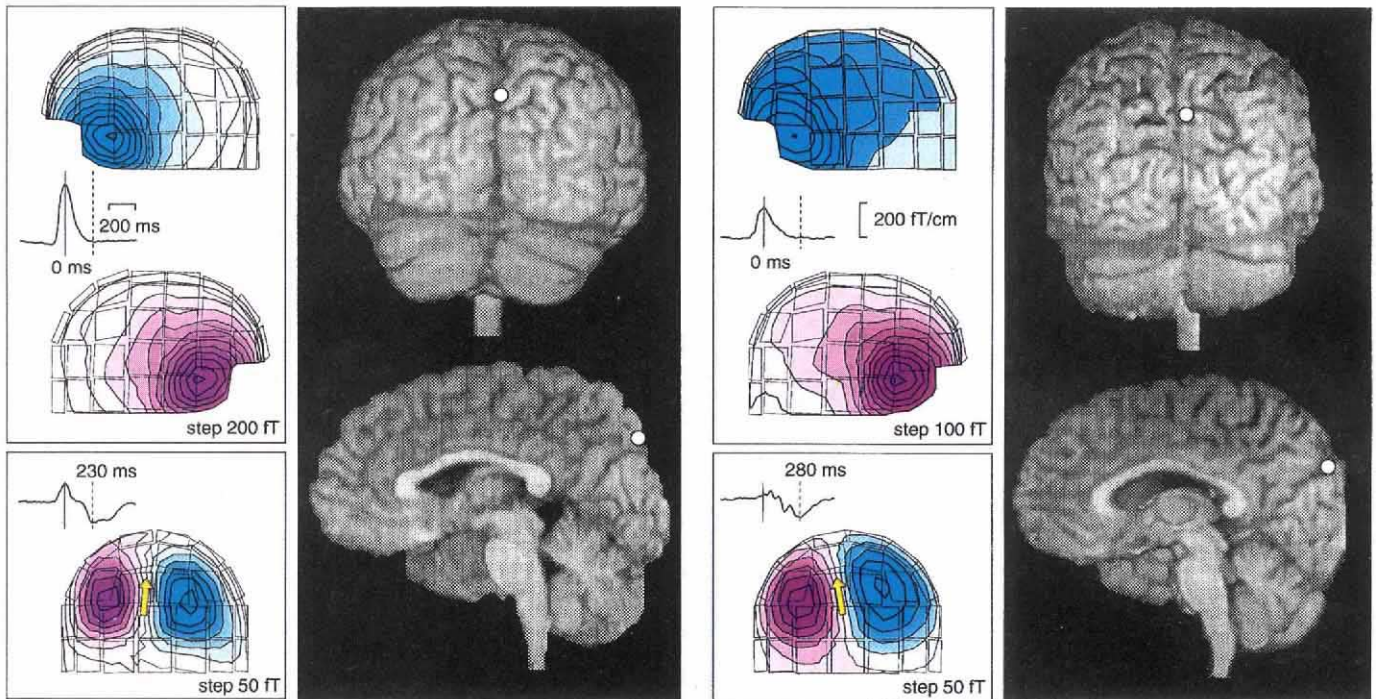 200 ms
0 ms
step 200 fT
230 ms
step 50 fT
200 fT/cm
0 ms
step 100 fT
280 ms
step 50 fT